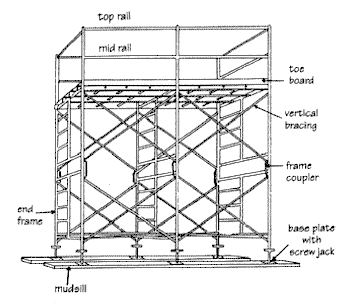 top rail
mid rail
toe
board
vertical
bracing
frame
coupler
end
frame
base plate
with
screw jack
mudsill